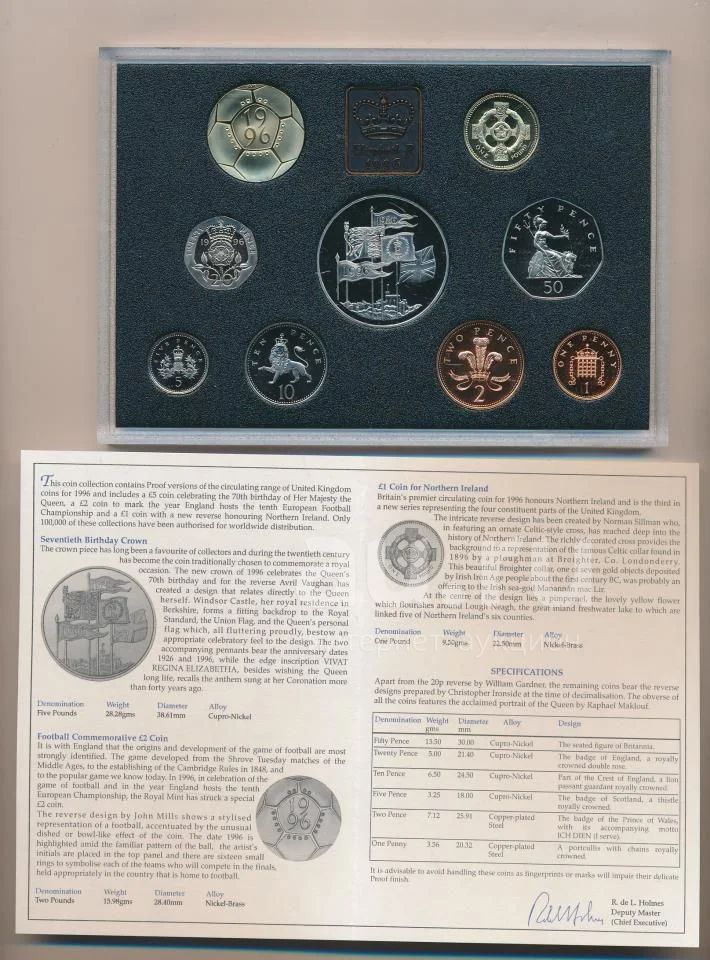 19
96
Elizabeth R
1996
ONE POUND
TWENTY PENCE
19 96
20
1926
1996
FIFTY PENCE
50
FIVE PENCE
5
TEN PENCE
10
TWO PENCE
2
ONE PENNY
1
This coin collection contains Proof versions of the circulating range of United Kingdom
coins for 1996 and includes a £5 coin celebrating the 70th birthday of Her Majesty the
Queen, a £2 coin to mark the year England hosts the tenth European Football
Championship and a £1 coin with a new reverse honouring Northern Ireland. Only
100,000 of these collections have been authorised for worldwide distribution.
Seventieth Birthday Crown
The crown piece has long been a favourite of collectors and during the twentieth century
has become the coin traditionally chosen to commemorate a royal
occasion. The new crown of 1996 celebrates the Queen's
70th birthday and for the reverse Avril Vaughan has
created a design that relates directly to the Queen
herself. Windsor Castle, her royal residence in
Berkshire, forms a fitting backdrop to the Royal
Standard, the Union Flag, and the Queen's personal
flag which, all fluttering proudly, bestow an
appropriate celebratory feel to the design. The two
accompanying pennants bear the anniversary dates
1926 and 1996, while the edge inscription VIVAT
REGINA ELIZABETHA, besides wishing the Queen
long life, recalls the anthem sung at her Coronation more
than forty years ago.
Denomination Weight Diameter Alloy
Five Pounds 28.28gms 38.61mm Cupro-Nickel
Football Commemorative £2 Coin
It is with England that the origins and development of the game of football are most
strongly identified. The game developed from the Shrove Tuesday matches of the
Middle Ages, to the establishing of the Cambridge Rules in 1848, and
to the popular game we know today. In 1996, in celebration of the
game of football and in the year England hosts the tenth
European Championship, the Royal Mint has struck a special
£2 coin.
The reverse design by John Mills shows a stylised
representation of a football, accentuated by the unusual
dished or bowl-like effect of the coin. The date 1996 is
highlighted amid the familiar pattern of the ball, the artist's
initials are placed in the top panel and there are sixteen small
rings to symbolise each of the teams who will compete in the finals,
held appropriately in the country that is home to football.
Denomination Weight Diameter Alloy
Two Pounds 15.98gms 28.40mm Nickel-Brass
£1 Coin for Northern Ireland
Britain's premier circulating coin for 1996 honours Northern Ireland and is the third in
a new series representing the four constituent parts of the United Kingdom.
The intricate reverse design has been created by Norman Sillman who,
in featuring an ornate Celtic-style cross, has reached deep into the
history of Northern Ireland. The richly decorated cross provides the
background to a representation of the famous Celtic collar found in
1896 by a ploughman at Broighter, Co. Londonderry.
This beautiful Broighter collar, one of seven gold objects deposited
by Irish Iron Age people about the first century BC, was probably an
offering to the Irish sea-god Manannán mac Lir.
At the centre of the design lies a pimpernel, the lovely yellow flower
which flourishes around Lough Neagh, the great inland freshwater lake to which are
linked five of Northern Ireland's six counties.
Denomination Weight Diameter Alloy
One Pound 9.50gms 22.50mm Nickel-Brass
SPECIFICATIONS
Apart from the 20p reverse by William Gardner, the remaining coins bear the reverse
designs prepared by Christopher Ironside at the time of decimalisation. The obverse of
all the coins features the acclaimed portrait of the Queen by Raphael Maklouf.
Denomination Weight gms Diameter mm Alloy Design
Fifty Pence 13.50 30.00 Cupro-Nickel The seated figure of Britannia.
Twenty Pence 5.00 21.40 Cupro-Nickel The badge of England, a royally
crowned double rose.
Ten Pence 6.50 24.50 Cupro-Nickel Part of the Crest of England, a lion
passant guardant royally crowned.
Five Pence 3.25 18.00 Cupro-Nickel The badge of Scotland, a thistle
royally crowned.
Two Pence 7.12 25.91 Copper-plated Steel The badge of the Prince of Wales,
with its accompanying motto
ICH DIEN (I serve).
One Penny 3.56 20.32 Copper-plated Steel A portcullis with chains royally
crowned.
It is advisable to avoid handling these coins as fingerprints or marks will impair their delicate
Proof finish.
R. de L. Holmes
Deputy Master
(Chief Executive)